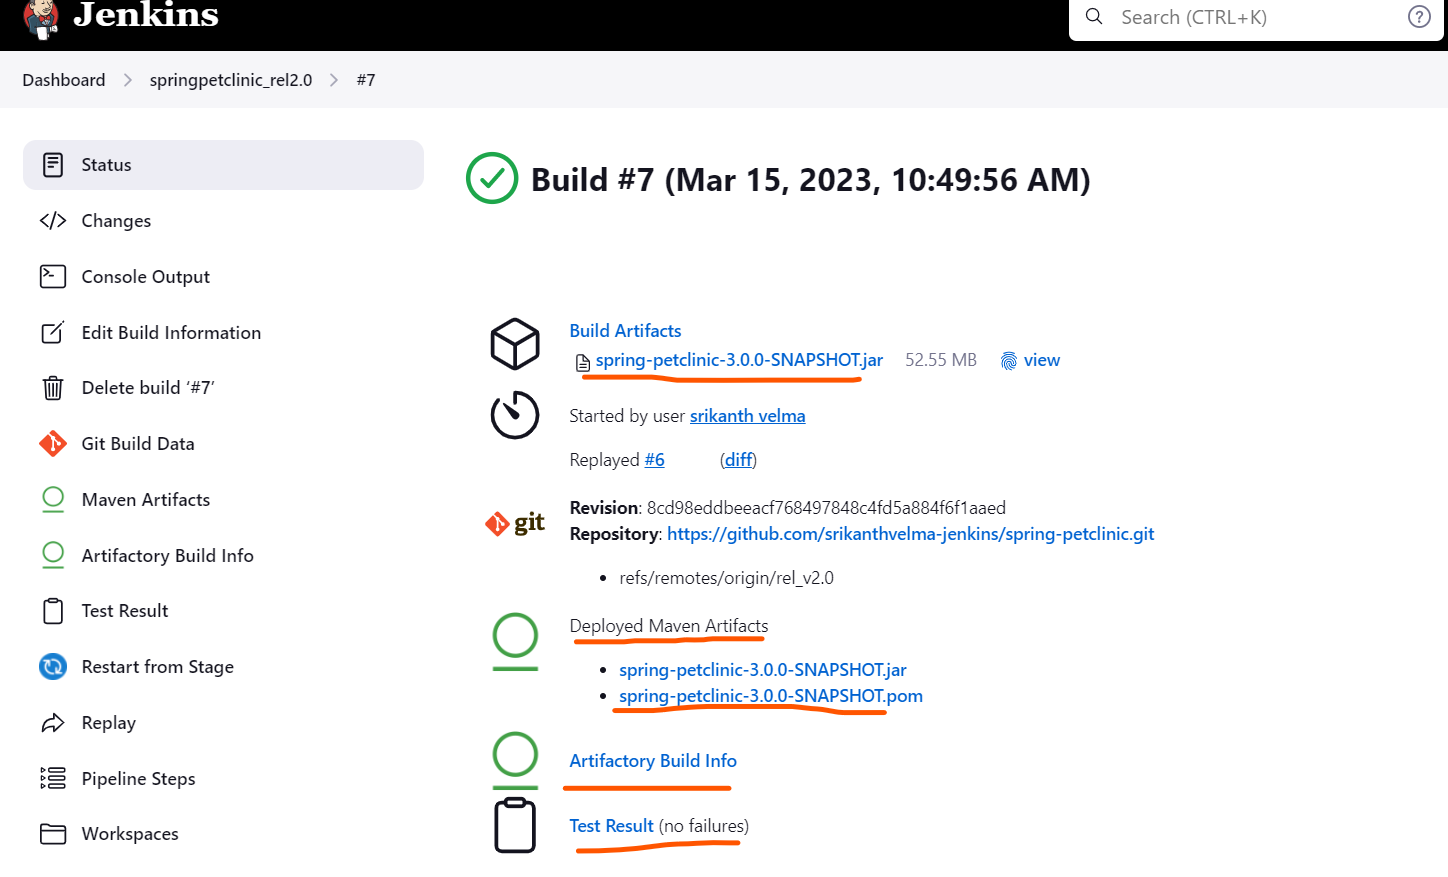 Jenkins
Search (CTRL+K)
Dashboard
springpetclinic_rel2.0
#7
Status
Changes
Console Output
Edit Build Information
Delete build ‘#7’
Git Build Data
Maven Artifacts
Artifactory Build Info
Test Result
Restart from Stage
Replay
Pipeline Steps
Workspaces
Build #7 (Mar 15, 2023, 10:49:56 AM)
Build Artifacts
spring-petclinic-3.0.0-SNAPSHOT.jar 52.55 MB view
Started by user srikanth velma
Replayed #6 (diff)
git
Revision: 8cd98eddbeeacf768497848c4fd5a884f6f1aaed
Repository: https://github.com/srikanthvelma-jenkins/spring-petclinic.git
refs/remotes/origin/rel_v2.0
Deployed Maven Artifacts
spring-petclinic-3.0.0-SNAPSHOT.jar
spring-petclinic-3.0.0-SNAPSHOT.pom
Artifactory Build Info
Test Result (no failures)